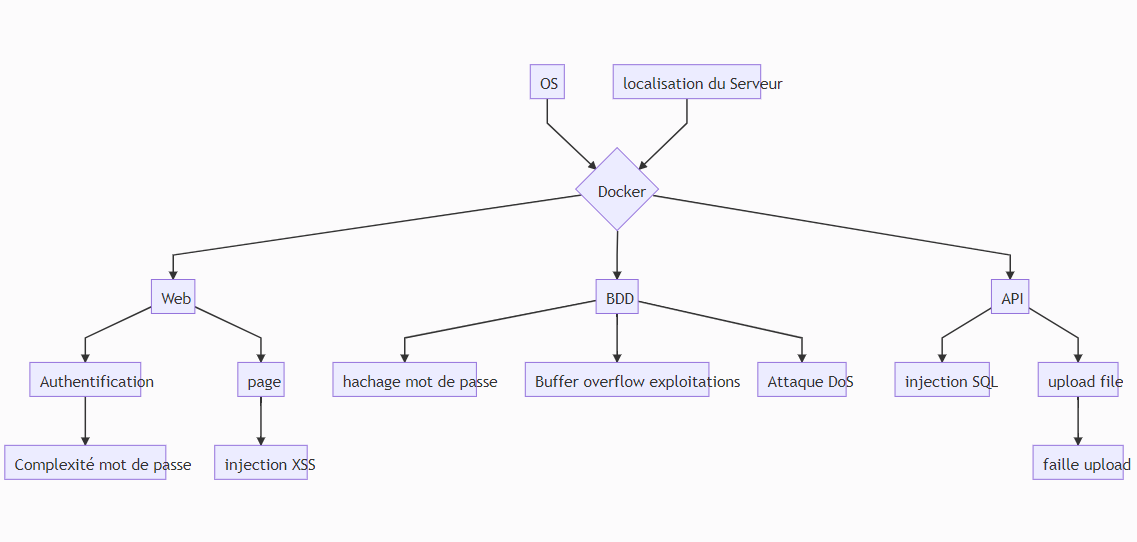 OS
localisation du Serveur
Docker
Web
BDD
API
Authentification
page
hachage mot de passe
Buffer overflow exploitations
Attaque DoS
injection SQL
upload file
Complexité mot de passe
injection XSS
faille upload